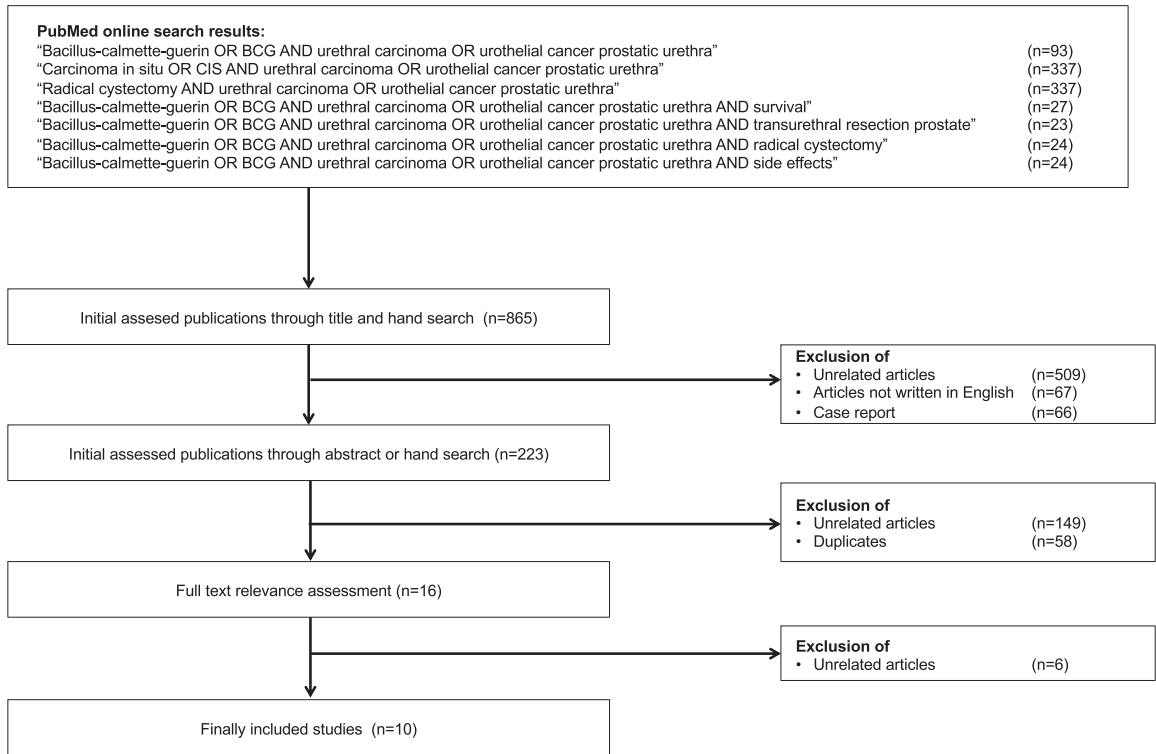 PubMed online search results:
“Bacillus-calmette-guerin OR BCG AND urethral carcinoma OR urothelial cancer prostatic urethra” (n=93)
“Carcinoma in situ OR CIS AND urethral carcinoma OR urothelial cancer prostatic urethra” (n=337)
“Radical cystectomy AND urethral carcinoma OR urothelial cancer prostatic urethra” (n=337)
“Bacillus-calmette-guerin OR BCG AND urethral carcinoma OR urothelial cancer prostatic urethra AND survival” (n=27)
“Bacillus-calmette-guerin OR BCG AND urethral carcinoma OR urothelial cancer prostatic urethra AND transurethral resection prostate” (n=23)
“Bacillus-calmette-guerin OR BCG AND urethral carcinoma OR urothelial cancer prostatic urethra AND radical cystectomy” (n=24)
“Bacillus-calmette-guerin OR BCG AND urethral carcinoma OR urothelial cancer prostatic urethra AND side effects” (n=24)
Initial assesed publications through title and hand search (n=865)
Exclusion of
• Unrelated articles (n=509)
• Articles not written in English (n=67)
• Case report (n=66)
Initial assessed publications through abstract or hand search (n=223)
Exclusion of
• Unrelated articles (n=149)
• Duplicates (n=58)
Full text relevance assessment (n=16)
Exclusion of
• Unrelated articles (n=6)
Finally included studies (n=10)